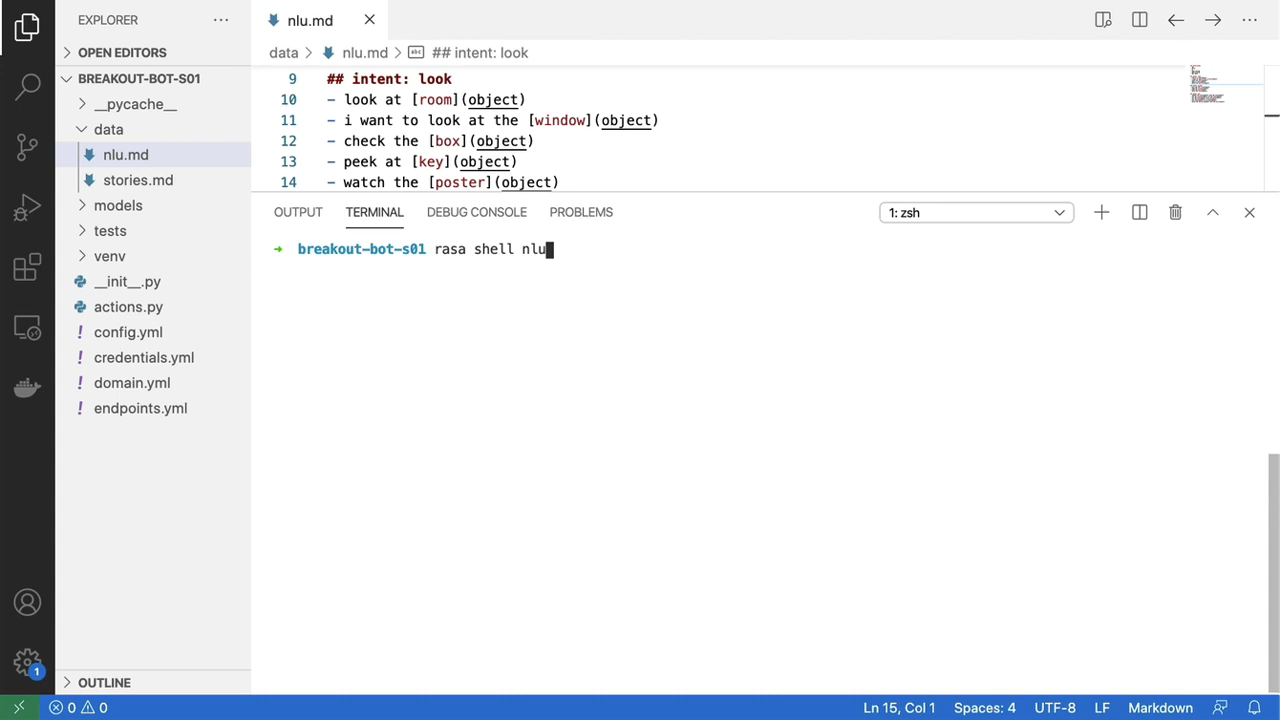 EXPLORER
nlu.md
OPEN EDITORS
data > nlu.md > ## intent: look
BREAKOUT-BOT-S01
__pycache__
data
nlu.md
stories.md
models
tests
venv
__init__.py
actions.py
config.yml
credentials.yml
domain.yml
endpoints.yml
OUTLINE
9 ## intent: look
10 - look at [room](object)
11 - i want to look at the [window](object)
12 - check the [box](object)
13 - peek at [key](object)
14 - watch the [poster](object)
OUTPUT TERMINAL DEBUG CONSOLE PROBLEMS 1: zsh
→ breakout-bot-s01 rasa shell nlu
1
0 0 Ln 15, Col 1 Spaces: 4 UTF-8 LF Markdown